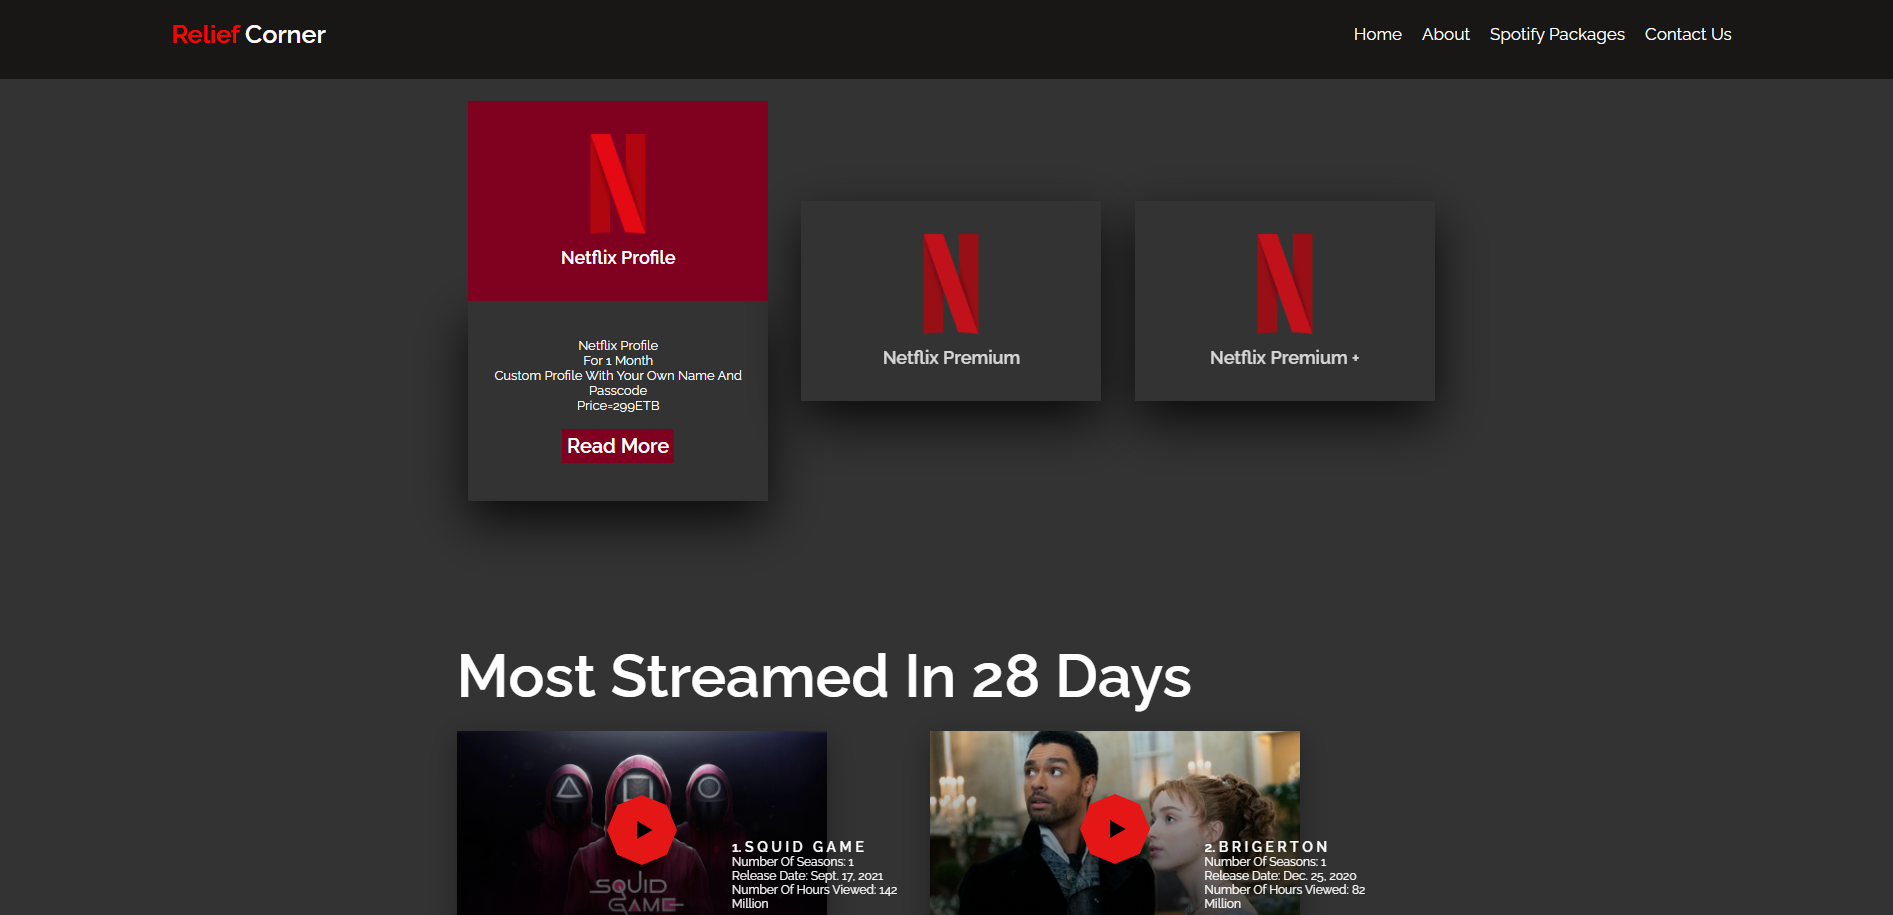 Relief Corner
Home About Spotify Packages Contact Us
Netflix Profile
Netflix Profile
For 1 Month
Custom Profile With Your Own Name And
Passcode
Price=299ETB
Read More
Netflix Premium
Netflix Premium +
Most Streamed In 28 Days
SQUID
GAME
1. SQUID GAME
Number Of Seasons: 1
Release Date: Sept. 17, 2021
Number Of Hours Viewed: 142
Million
2. BRIGERTON
Number Of Seasons: 1
Release Date: Dec. 25, 2020
Number Of Hours Viewed: 82
Million